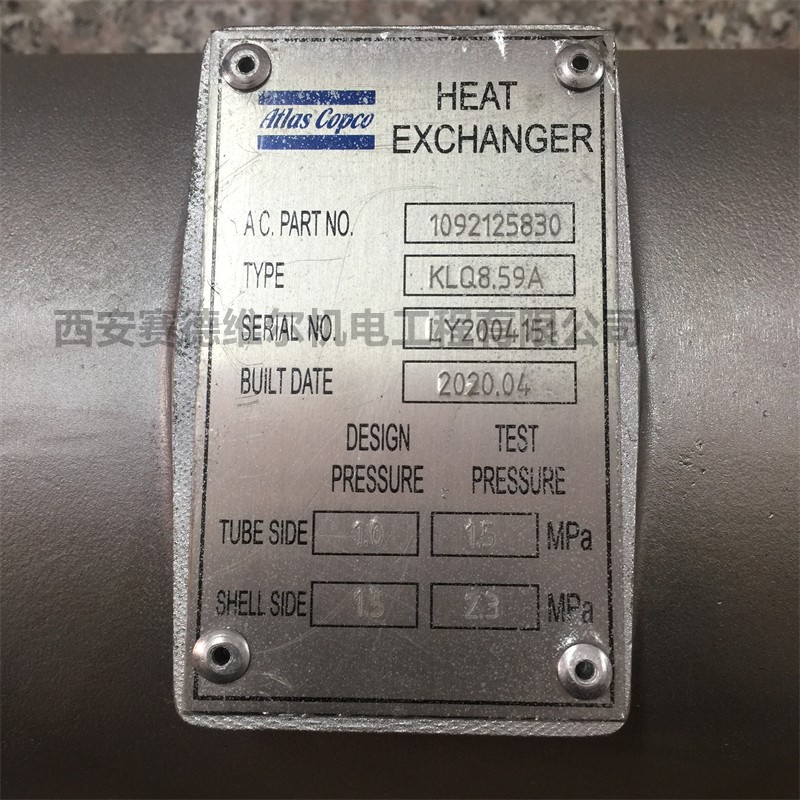 Atlas Copco
HEAT
EXCHANGER
A.C. PART NO. 1092125830
TYPE KLQ8.59A
西安赛德维尔机电工程有限公司
SERIAL NO. LY2004151
BUILT DATE 2020.04
DESIGN TEST
PRESSURE PRESSURE
TUBE SIDE 1.0 1.5 MPa
SHELL SIDE 1.5 2.3 MPa